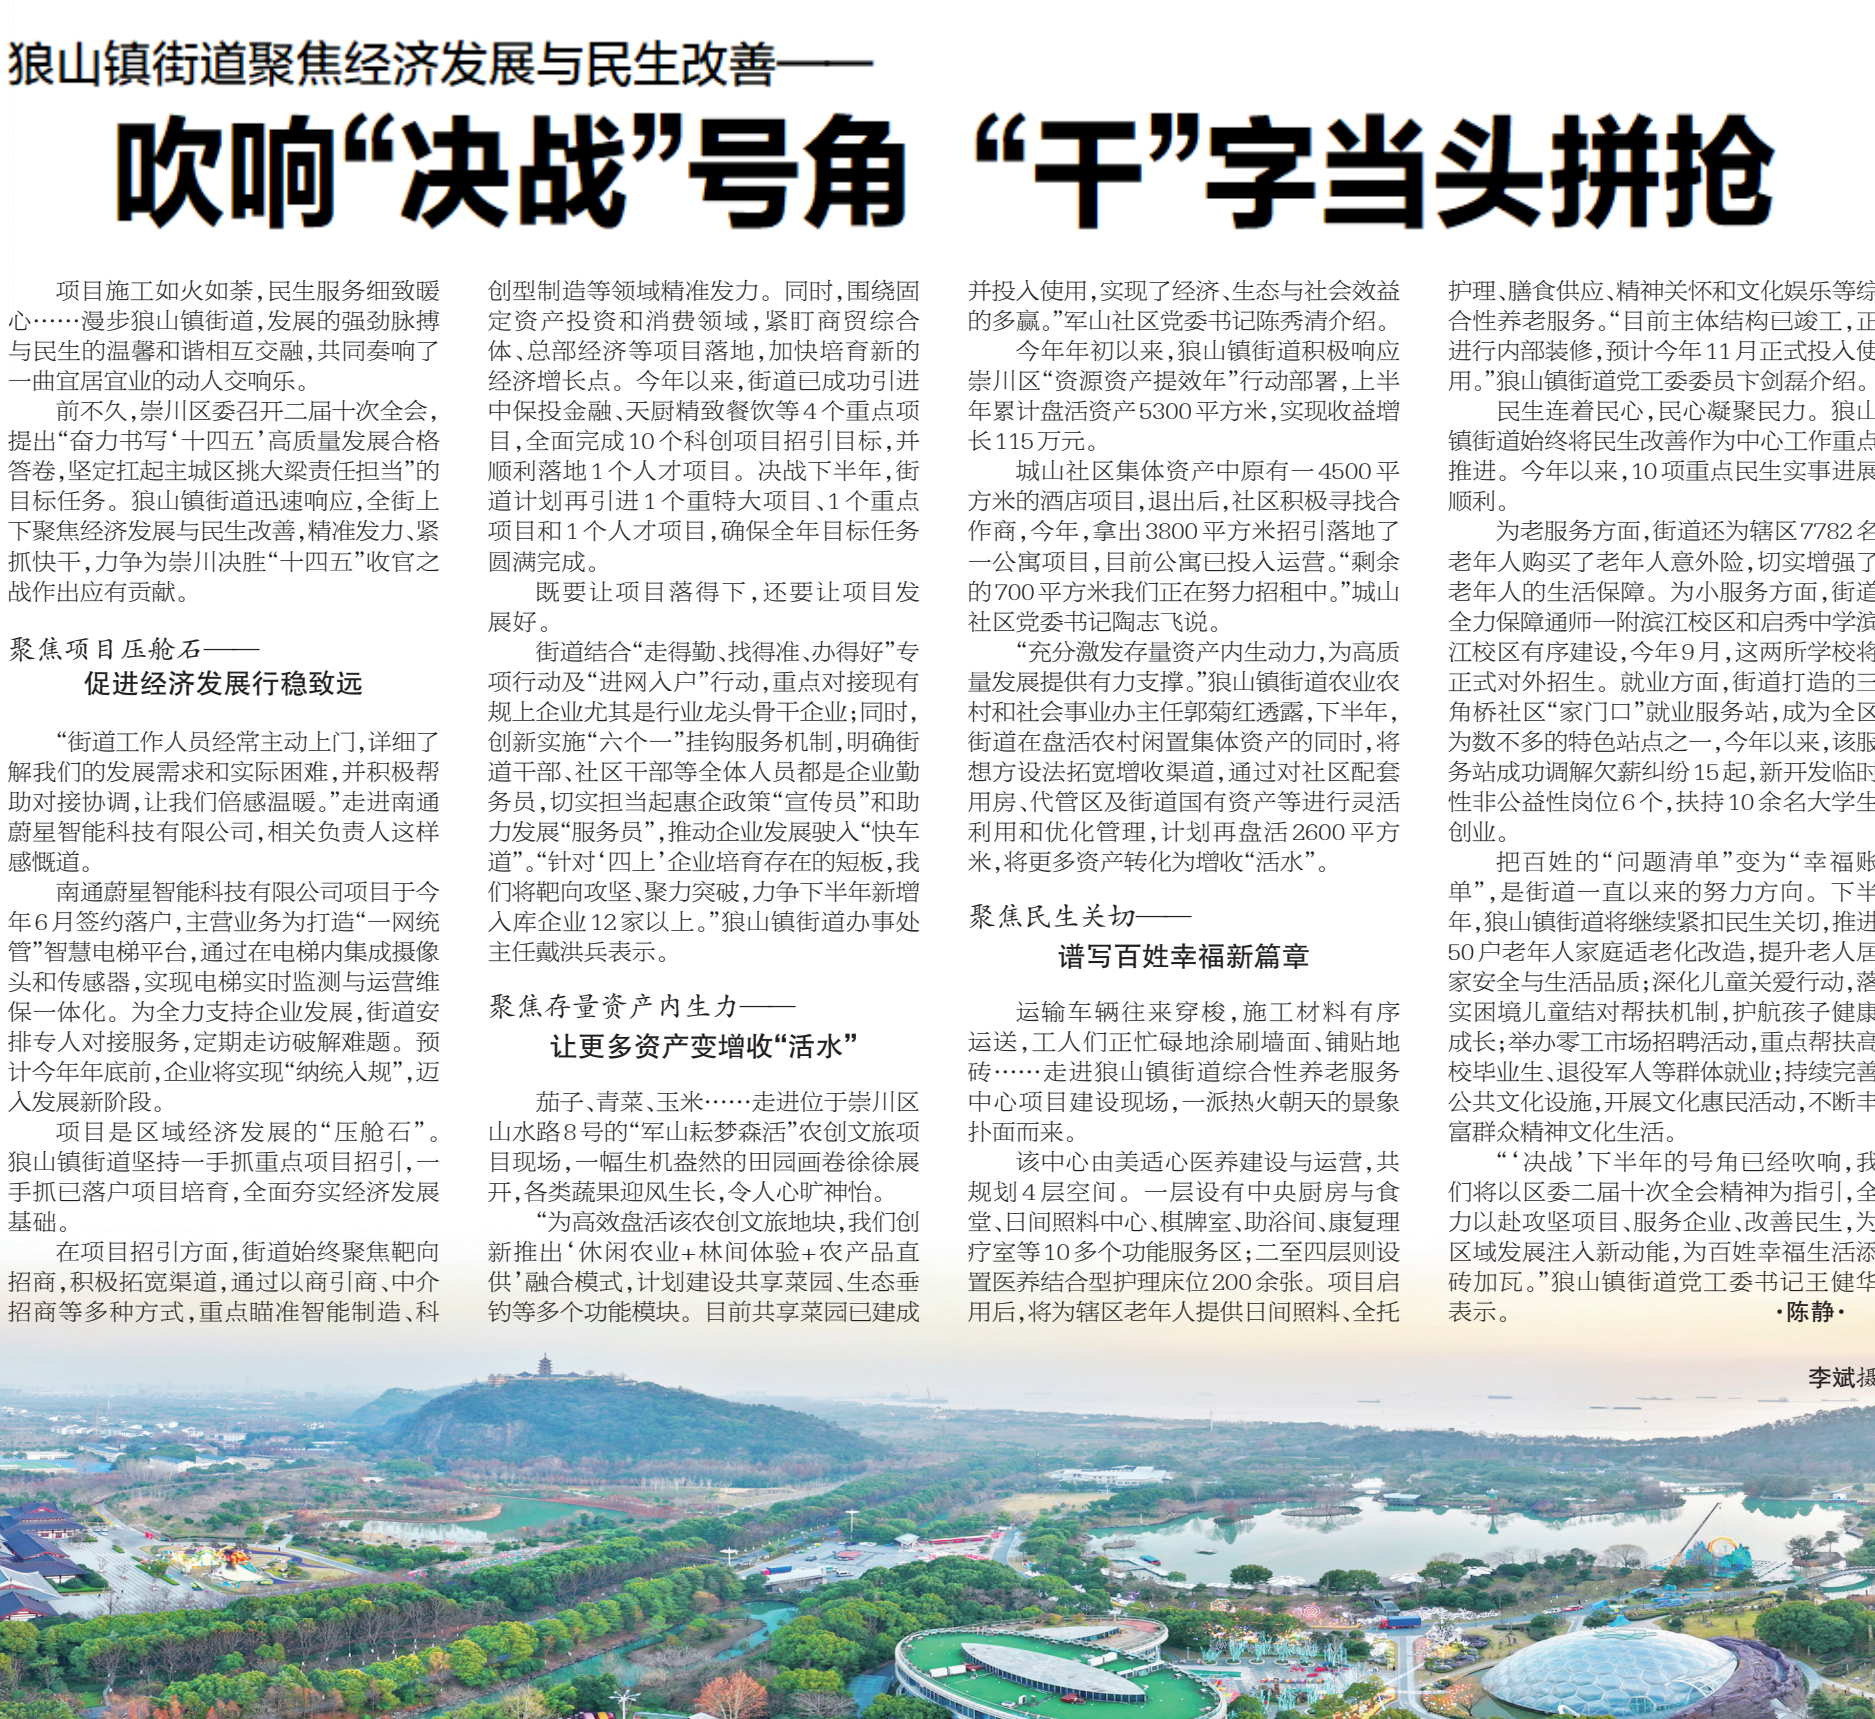 狼山镇街道聚焦经济发展与民生改善——
吹响“决战”号角 “干”字当头拼抢
项目施工如火如荼,民生服务细致暖
心……漫步狼山镇街道,发展的强劲脉搏
与民生的温馨和谐相互交融,共同奏响了
一曲宜居宜业的动人交响乐。
前不久,崇川区委召开二届十次全会,
提出“奋力书写‘十四五’高质量发展合格
答卷,坚定扛起主城区挑大梁责任担当”的
目标任务。狼山镇街道迅速响应,全街上
下聚焦经济发展与民生改善,精准发力、紧
抓快干,力争为崇川决胜“十四五”收官之
战作出应有贡献。
聚焦项目压舱石——
促进经济发展行稳致远
“街道工作人员经常主动上门,详细了
解我们的发展需求和实际困难,并积极帮
助对接协调,让我们倍感温暖。”走进南通
蔚星智能科技有限公司,相关负责人这样
感慨道。
南通蔚星智能科技有限公司项目于今
年6月签约落户,主营业务为打造“一网统
管”智慧电梯平台,通过在电梯内集成摄像
头和传感器,实现电梯实时监测与运营维
保一体化。为全力支持企业发展,街道安
排专人对接服务,定期走访破解难题。预
计今年年底前,企业将实现“纳统入规”,迈
入发展新阶段。
项目是区域经济发展的“压舱石”。
狼山镇街道坚持一手抓重点项目招引,一
手抓已落户项目培育,全面夯实经济发展
基础。
在项目招引方面,街道始终聚焦靶向
招商,积极拓宽渠道,通过以商引商、中介
招商等多种方式,重点瞄准智能制造、科
创型制造等领域精准发力。同时,围绕固
定资产投资和消费领域,紧盯商贸综合
体、总部经济等项目落地,加快培育新的
经济增长点。今年以来,街道已成功引进
中保投金融、天厨精致餐饮等4个重点项
目,全面完成10个科创项目招引目标,并
顺利落地1个人才项目。决战下半年,街
道计划再引进1个重特大项目、1个重点
项目和1个人才项目,确保全年目标任务
圆满完成。
既要让项目落得下,还要让项目发
展好。
街道结合“走得勤、找得准、办得好”专
项行动及“进网入户”行动,重点对接现有
规上企业尤其是行业龙头骨干企业;同时,
创新实施“六个一”挂钩服务机制,明确街
道干部、社区干部等全体人员都是企业勤
务员,切实担当起惠企政策“宣传员”和助
力发展“服务员”,推动企业发展驶入“快车
道”。“针对‘四上’企业培育存在的短板,我
们将靶向攻坚、聚力突破,力争下半年新增
入库企业12家以上。”狼山镇街道办事处
主任戴洪兵表示。
聚焦存量资产内生力——
让更多资产变增收“活水”
茄子、青菜、玉米……走进位于崇川区
山水路8号的“军山耘梦森活”农创文旅项
目现场,一幅生机盎然的田园画卷徐徐展
开,各类蔬果迎风生长,令人心旷神怡。
“为高效盘活该农创文旅地块,我们创
新推出‘休闲农业+林间体验+农产品直
供’融合模式,计划建设共享菜园、生态垂
钓等多个功能模块。目前共享菜园已建成
并投入使用,实现了经济、生态与社会效益
的多赢。”军山社区党委书记陈秀清介绍。
今年年初以来,狼山镇街道积极响应
崇川区“资源资产提效年”行动部署,上半
年累计盘活资产5300平方米,实现收益增
长115万元。
城山社区集体资产中原有一4500平
方米的酒店项目,退出后,社区积极寻找合
作商,今年,拿出3800平方米招引落地了
一公寓项目,目前公寓已投入运营。“剩余
的700平方米我们正在努力招租中。”城山
社区党委书记陶志飞说。
“充分激发存量资产内生动力,为高质
量发展提供有力支撑。”狼山镇街道农业农
村和社会事业办主任郭菊红透露,下半年,
街道在盘活农村闲置集体资产的同时,将
想方设法拓宽增收渠道,通过对社区配套
用房、代管区及街道国有资产等进行灵活
利用和优化管理,计划再盘活2600平方
米,将更多资产转化为增收“活水”。
聚焦民生关切——
谱写百姓幸福新篇章
运输车辆往来穿梭,施工材料有序
运送,工人们正忙碌地涂刷墙面、铺贴地
砖……走进狼山镇街道综合性养老服务
中心项目建设现场,一派热火朝天的景象
扑面而来。
该中心由美适心医养建设与运营,共
规划4层空间。一层设有中央厨房与食
堂、日间照料中心、棋牌室、助浴间、康复理
疗室等10多个功能服务区;二至四层则设
置医养结合型护理床位200余张。项目启
用后,将为辖区老年人提供日间照料、全托
护理、膳食供应、精神关怀和文化娱乐等综
合性养老服务。“目前主体结构已竣工,正
进行内部装修,预计今年11月正式投入使
用。”狼山镇街道党工委委员卞剑磊介绍。
民生连着民心,民心凝聚民力。狼山
镇街道始终将民生改善作为中心工作重点
推进。今年以来,10项重点民生实事进展
顺利。
为老服务方面,街道还为辖区7782名
老年人购买了老年人意外险,切实增强了
老年人的生活保障。为小服务方面,街道
全力保障通师一附滨江校区和启秀中学滨
江校区有序建设,今年9月,这两所学校将
正式对外招生。就业方面,街道打造的三
角桥社区“家门口”就业服务站,成为全区
为数不多的特色站点之一,今年以来,该服
务站成功调解欠薪纠纷15起,新开发临时
性非公益性岗位6个,扶持10余名大学生
创业。
把百姓的“问题清单”变为“幸福账
单”,是街道一直以来的努力方向。下半
年,狼山镇街道将继续紧扣民生关切,推进
50户老年人家庭适老化改造,提升老人居
家安全与生活品质;深化儿童关爱行动,落
实困境儿童结对帮扶机制,护航孩子健康
成长;举办零工市场招聘活动,重点帮扶高
校毕业生、退役军人等群体就业;持续完善
公共文化设施,开展文化惠民活动,不断丰
富群众精神文化生活。
“‘决战’下半年的号角已经吹响,我
们将以区委二届十次全会精神为指引,全
力以赴攻坚项目、服务企业、改善民生,为
区域发展注入新动能,为百姓幸福生活添
砖加瓦。”狼山镇街道党工委书记王健华
表示。 ·陈静·
李斌摄